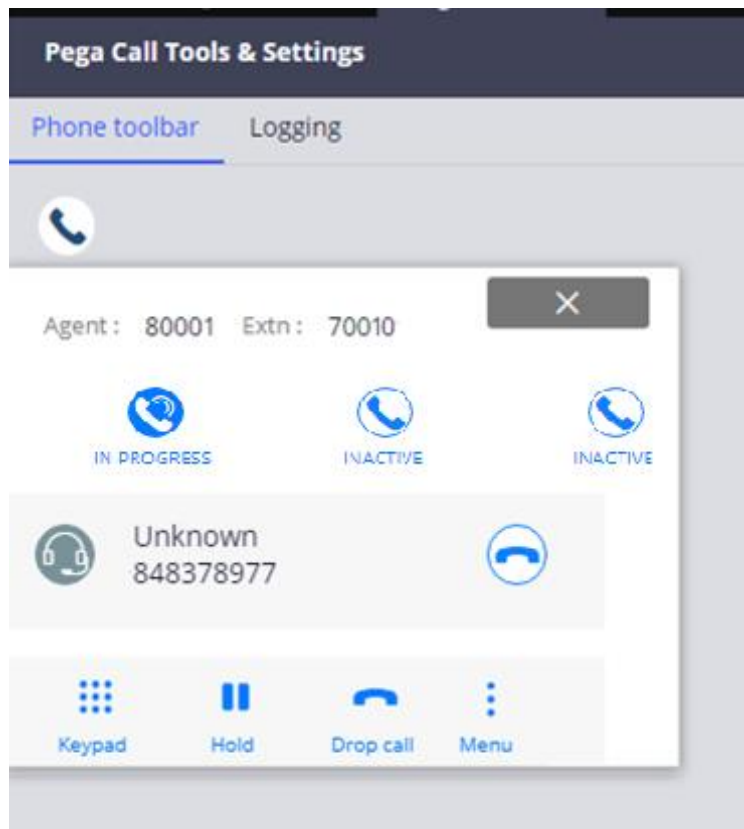 Pega Call Tools & Settings
Phone toolbar Logging
Agent: 80001 Extn: 70010
IN PROGRESS INACTIVE INACTIVE
Unknown
848378977
Keypad Hold Drop call Menu